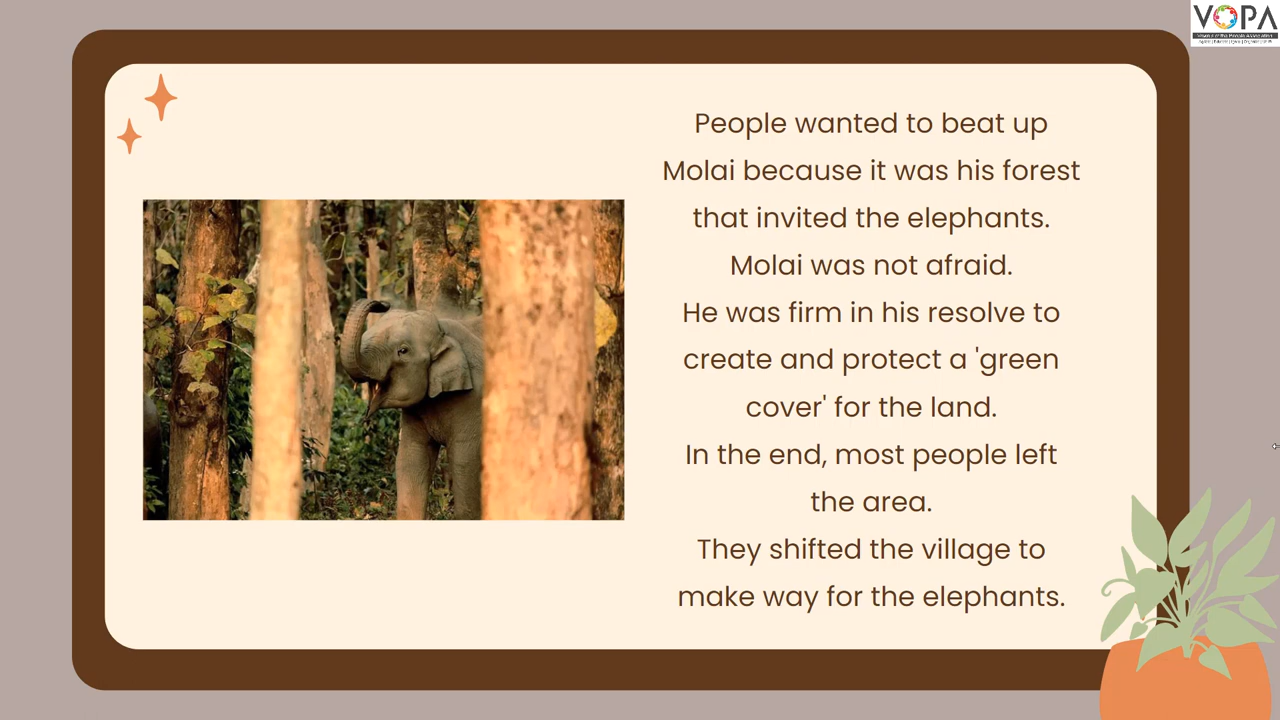 VOPA
People wanted to beat up
Molai because it was his forest
that invited the elephants.
Molai was not afraid.
He was firm in his resolve to
create and protect a 'green
cover' for the land.
In the end, most people left
the area.
They shifted the village to
make way for the elephants.